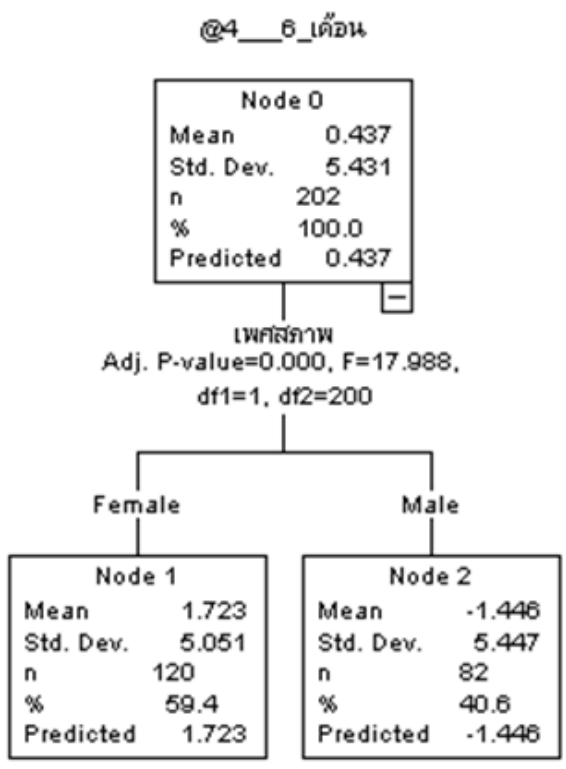 @4___6_เดือน
Node 0
Mean 0.437
Std. Dev. 5.431
n 202
% 100.0
Predicted 0.437
เพศสภาพ
Adj. P-value=0.000, F=17.988,
df1=1, df2=200
Female
Male
Node 1
Mean 1.723
Std. Dev. 5.051
n 120
% 59.4
Predicted 1.723
Node 2
Mean -1.446
Std. Dev. 5.447
n 82
% 40.6
Predicted -1.446